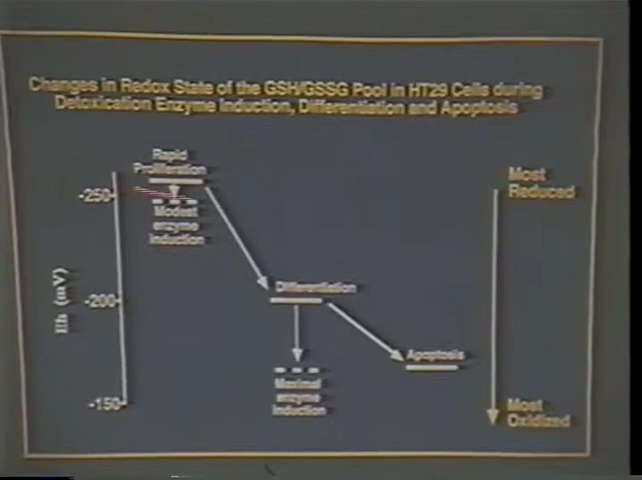 Changes in Redox State of the GSH/GSSG Pool in HT29 Cells during
Detoxication Enzyme Induction, Differentiation and Apoptosis
Rapid
Proliferation
Most
Reduced
-250
Modest
enzyme
induction
Differentiation
Eh (mV)
-200
Apoptosis
Maximal
enzyme
induction
-150
Most
Oxidized